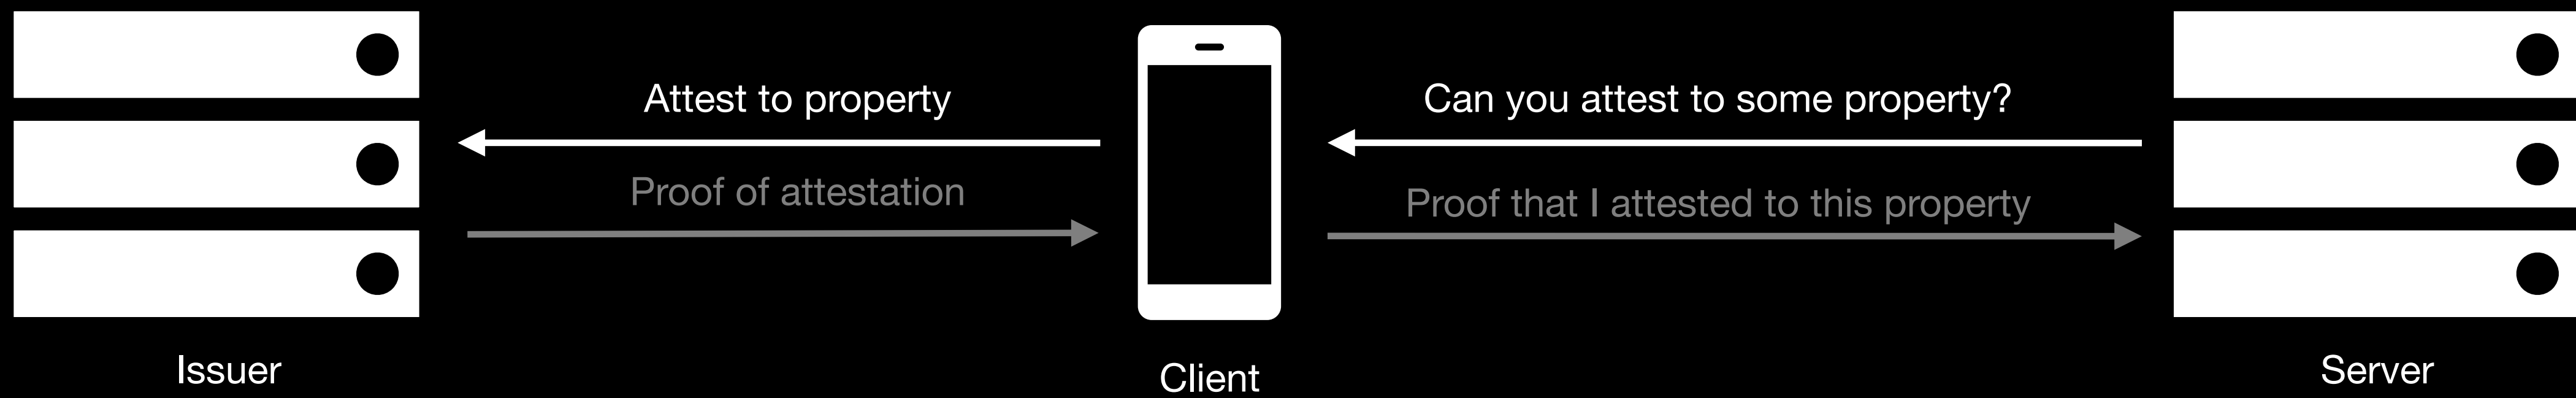 Attest to property
Can you attest to some property?
Proof of attestation
Proof that I attested to this property
Issuer
Client
Server